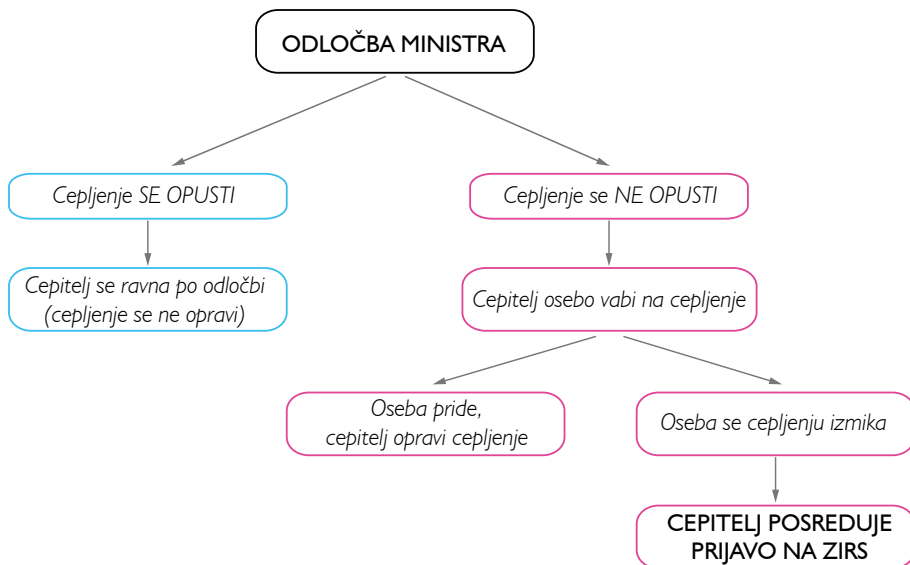 ODLOČBA MINISTRA
Cepljenje SE OPUSTI
Cepljenje se NE OPUSTI
Cepitelj se ravna po odločbi
(cepljenje se ne opravi)
Cepitelj osebo vabi na cepljenje
Oseba pride,
cepitelj opravi cepljenje
Oseba se cepljenju izmika
CEPITELJ POSREDUJE
PRIJAVO NA ZIRS